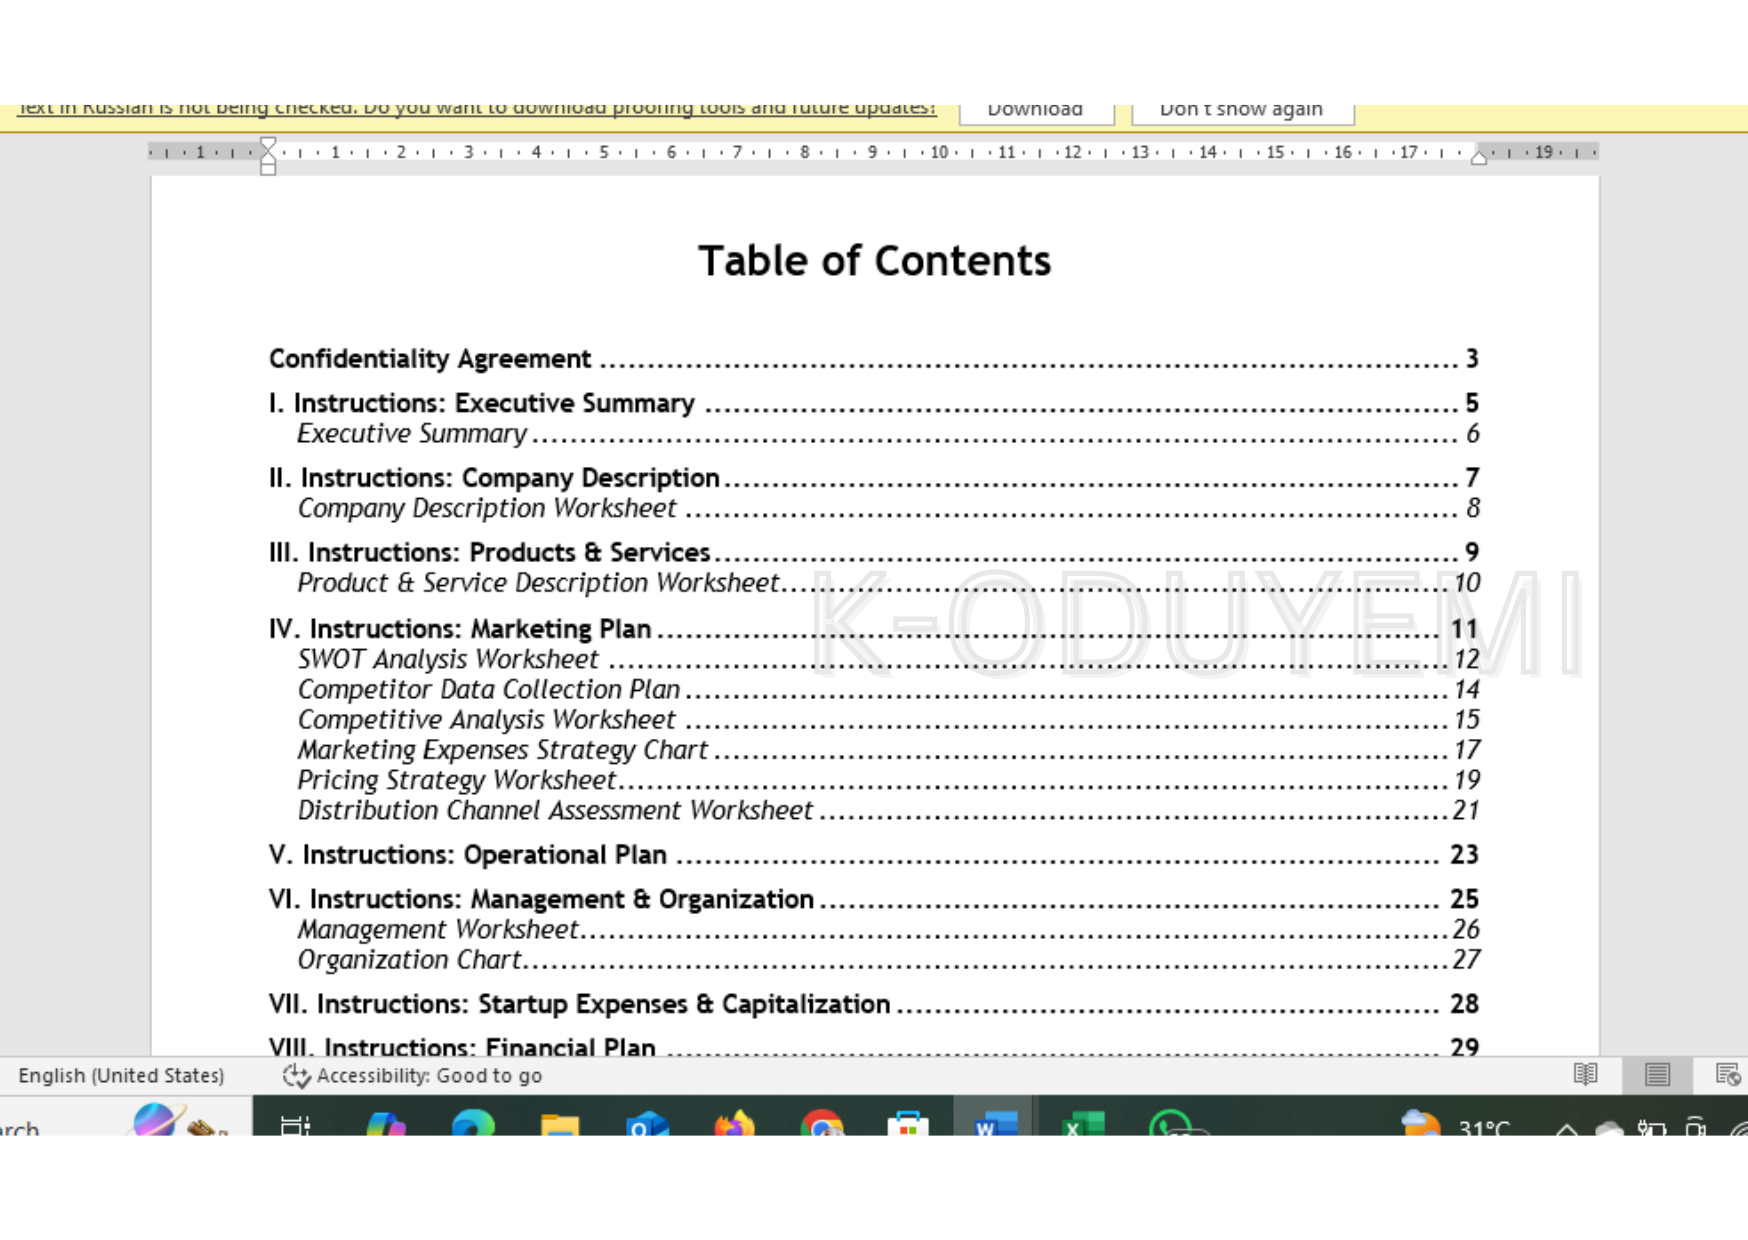 Text in Russian is not being checked. Do you want to download proofing tools and future updates? Download Don't show again
1 1 2 3 4 5 6 7 8 9 10 11 12 13 14 15 16 17 19
Table of Contents
Confidentiality Agreement ........................................ 3
I. Instructions: Executive Summary ........................................ 5
Executive Summary ........................................ 6
II. Instructions: Company Description ........................................ 7
Company Description Worksheet ........................................ 8
III. Instructions: Products & Services ........................................ 9
Product & Service Description Worksheet ........................................ 10
K-ODUYEMI
IV. Instructions: Marketing Plan ........................................ 11
SWOT Analysis Worksheet ........................................ 12
Competitor Data Collection Plan ........................................ 14
Competitive Analysis Worksheet ........................................ 15
Marketing Expenses Strategy Chart ........................................ 17
Pricing Strategy Worksheet ........................................ 19
Distribution Channel Assessment Worksheet ........................................ 21
V. Instructions: Operational Plan ........................................ 23
VI. Instructions: Management & Organization ........................................ 25
Management Worksheet ........................................ 26
Organization Chart ........................................ 27
VII. Instructions: Startup Expenses & Capitalization ........................................ 28
VIII. Instructions: Financial Plan ........................................ 29
English (United States) Accessibility: Good to go
arch 31°C